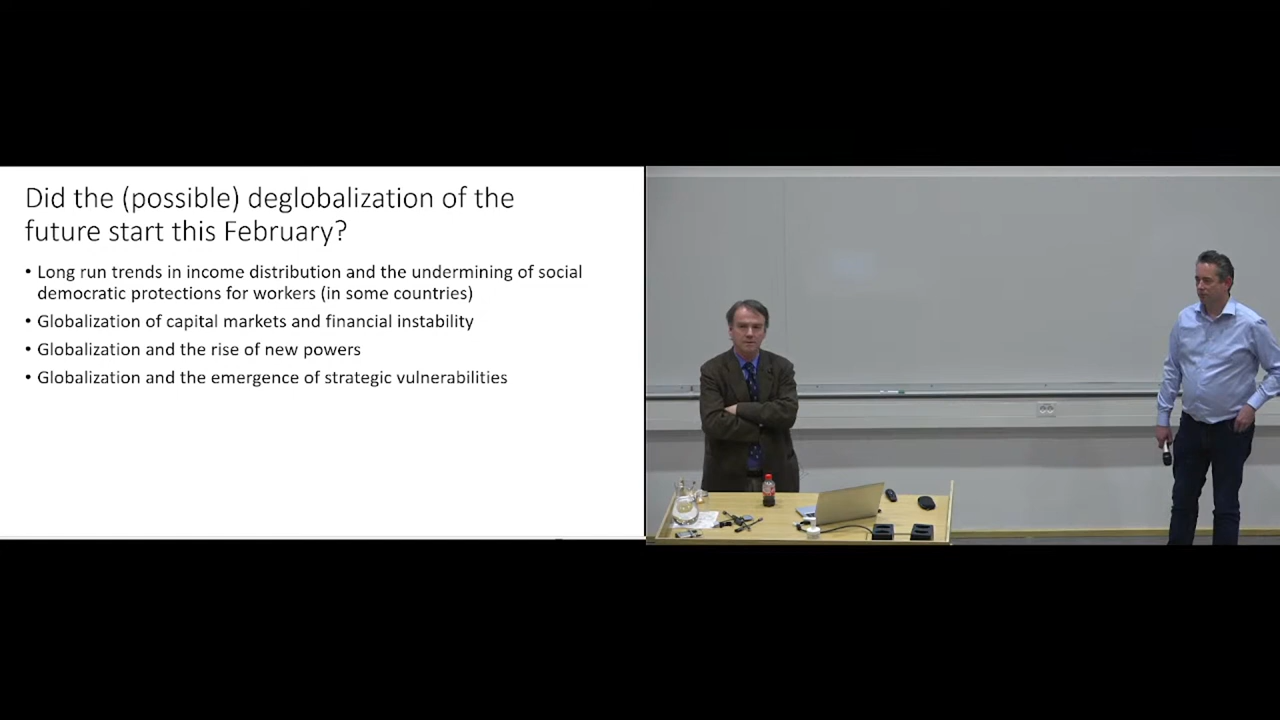 Did the (possible) deglobalization of the
future start this February?
• Long run trends in income distribution and the undermining of social
democratic protections for workers (in some countries)
• Globalization of capital markets and financial instability
• Globalization and the rise of new powers
• Globalization and the emergence of strategic vulnerabilities